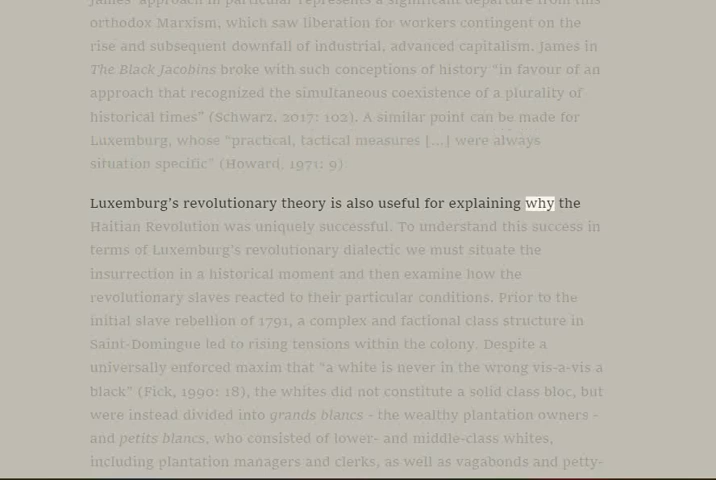 James' approach in particular represents a significant departure from this
orthodox Marxism, which saw liberation for workers contingent on the
rise and subsequent downfall of industrial, advanced capitalism. James in
The Black Jacobins broke with such conceptions of history “in favour of an
approach that recognized the simultaneous coexistence of a plurality of
historical times” (Schwarz, 2017: 102). A similar point can be made for
Luxemburg, whose “practical, tactical measures [...] were always
situation specific” (Howard, 1971: 9)
Luxemburg’s revolutionary theory is also useful for explaining why the
Haitian Revolution was uniquely successful. To understand this success in
terms of Luxemburg’s revolutionary dialectic we must situate the
insurrection in a historical moment and then examine how the
revolutionary slaves reacted to their particular conditions. Prior to the
initial slave rebellion of 1791, a complex and factional class structure in
Saint-Domingue led to rising tensions within the colony. Despite a
universally enforced maxim that “a white is never in the wrong vis-a-vis a
black” (Fick, 1990: 18), the whites did not constitute a solid class bloc, but
were instead divided into grands blancs - the wealthy plantation owners -
and petits blancs, who consisted of lower- and middle-class whites,
including plantation managers and clerks, as well as vagabonds and petty-